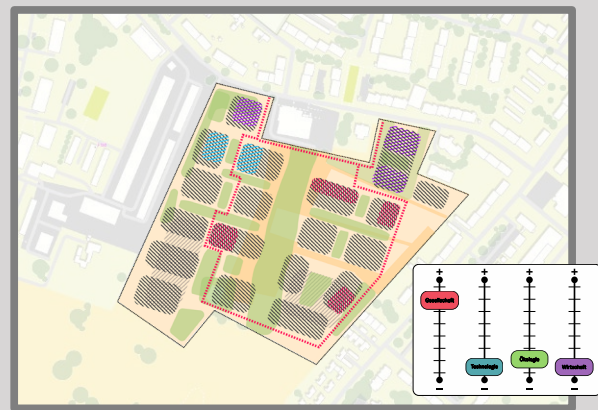 + + + +
Gesellschaft
Technologie
Ökologie
Wirtschaft
− − − −